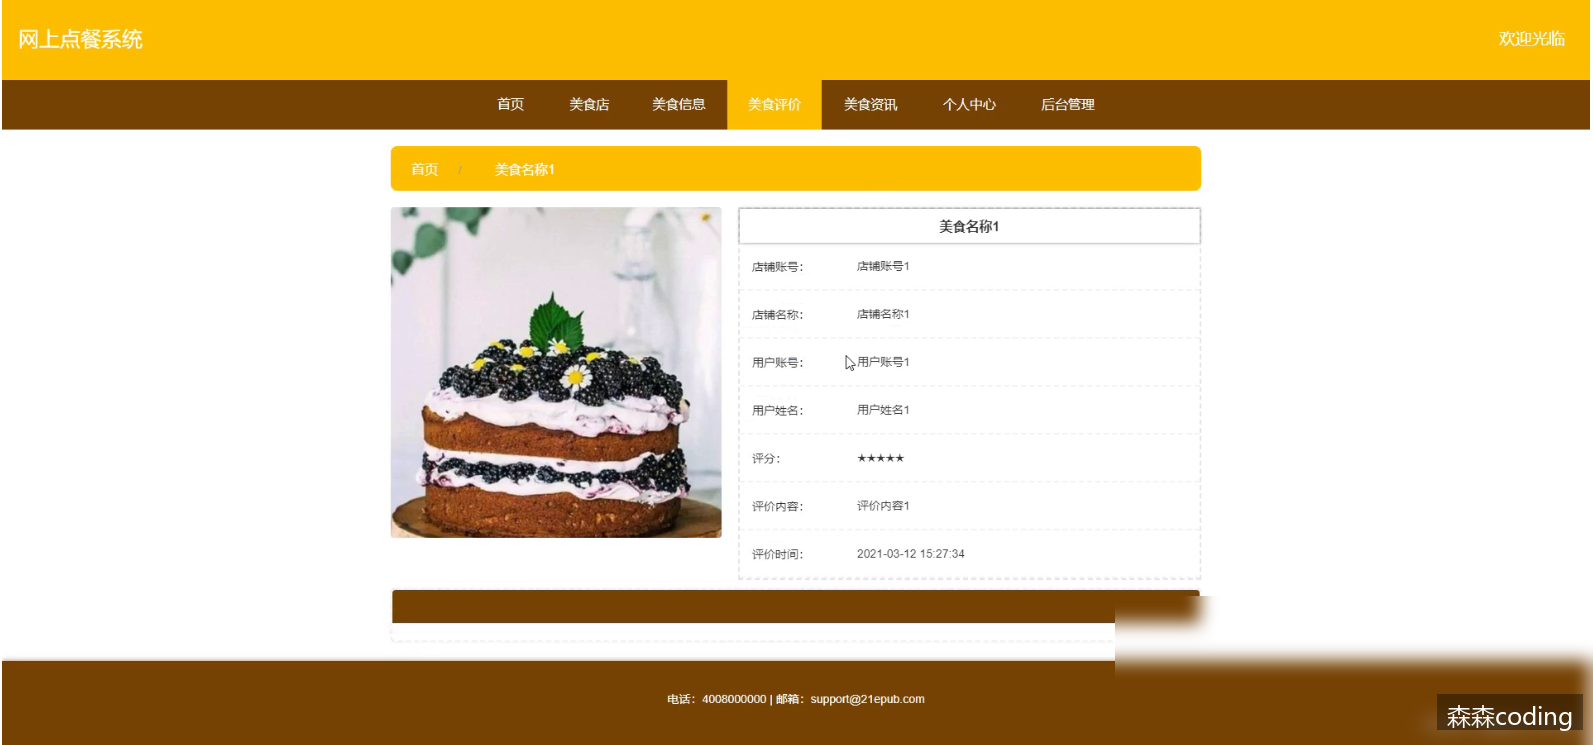 网上点餐系统
欢迎光临
首页 美食店 美食信息 美食评价 美食资讯 个人中心 后台管理
首页 / 美食名称1
美食名称1
店铺账号： 店铺账号1
店铺名称： 店铺名称1
用户账号： 用户账号1
用户姓名： 用户姓名1
评分： ★★★★★
评价内容： 评价内容1
评价时间： 2021-03-12 15:27:34
电话：4008000000 | 邮箱：support@21epub.com
森森coding